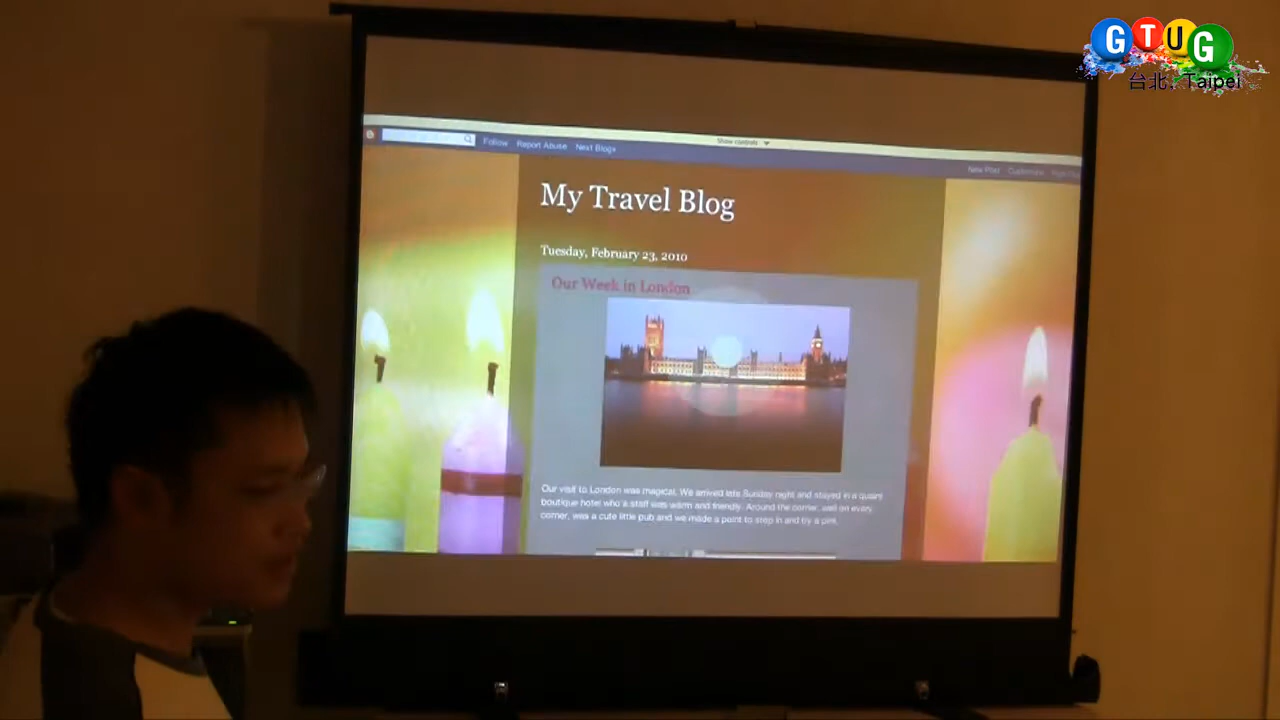 GTUG
台北, Taipei
Show controls
Follow Report Abuse Next Blog»
New Post Customize
My Travel Blog
Tuesday, February 23, 2010
Our Week in London
Our visit to London was magical. We arrived late Sunday night and stayed in a quaint
boutique hotel who's staff was warm and friendly. Around the corner, well on every
corner, was a cute little pub and we made a point to stop in and try a pint.